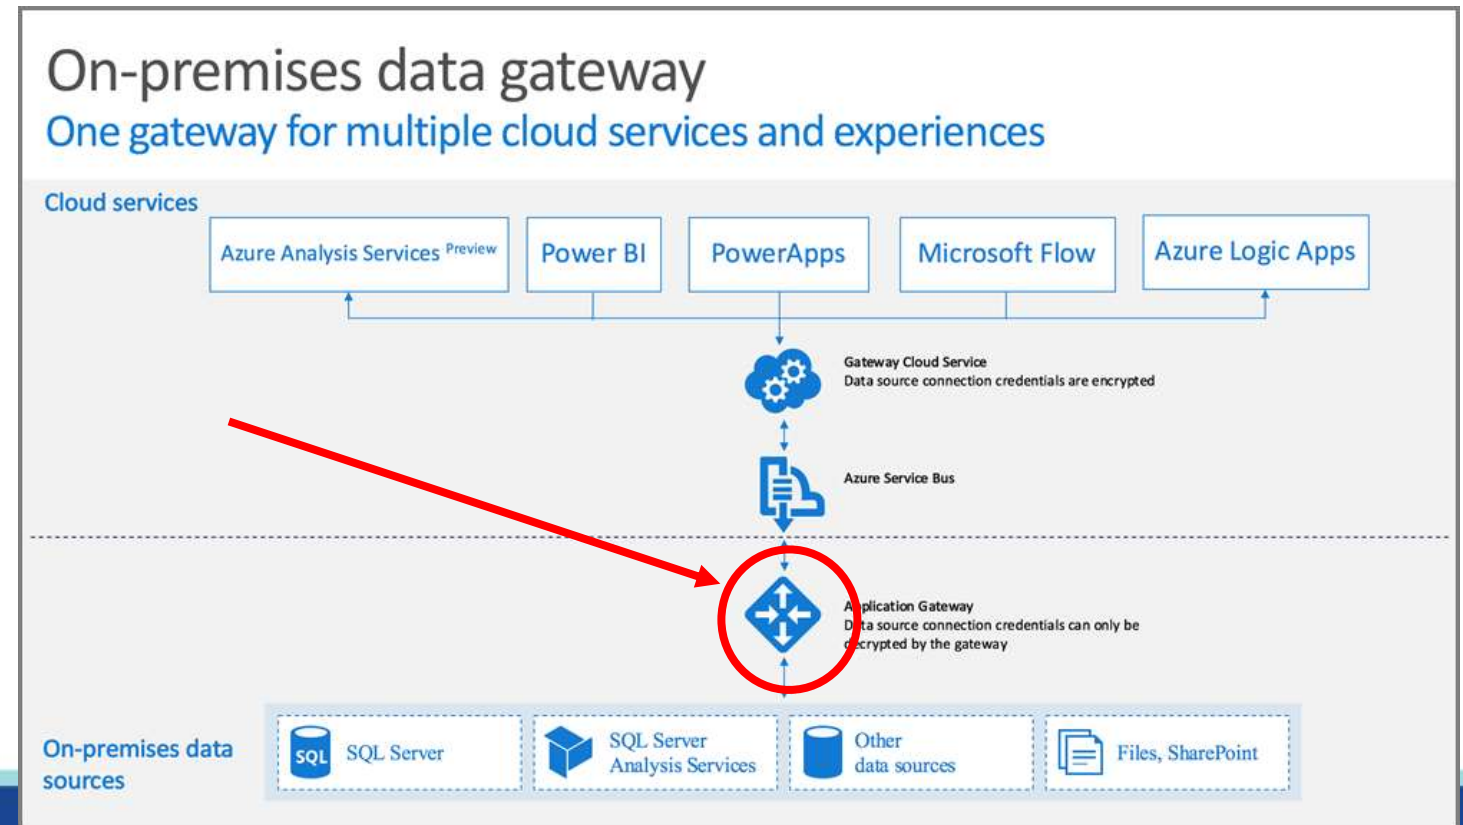 On-premises data gateway
One gateway for multiple cloud services and experiences
Cloud services
Azure Analysis Services Preview
Power BI
PowerApps
Microsoft Flow
Azure Logic Apps
Gateway Cloud Service
Data source connection credentials are encrypted
Azure Service Bus
Application Gateway
Data source connection credentials can only be
decrypted by the gateway
On-premises data
sources
SQL
SQL Server
SQL Server
Analysis Services
Other
data sources
Files, SharePoint